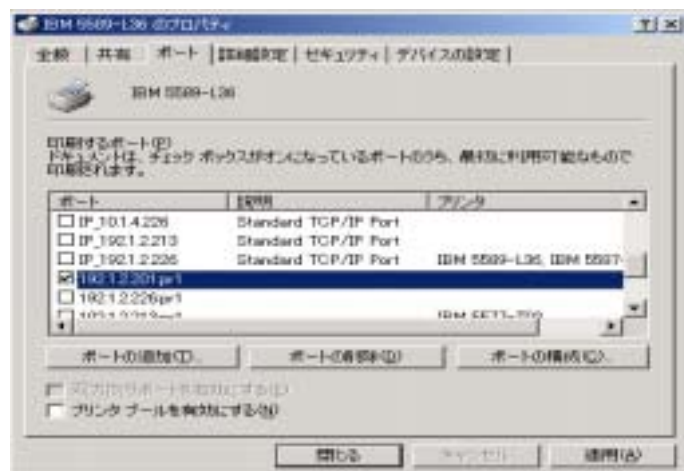 IBM 5589-L36 のプロパティ
全般 共有 ポート 詳細設定 セキュリティ デバイスの設定
IBM 5589-L36
印刷するポート(P)
ドキュメントは、チェック ボックスがオンになっているポートのうち、最初に利用可能なもので
印刷されます。
ポート 説明 プリンタ
IP_10.1.4.226 Standard TCP/IP Port
IP_192.1.2.213 Standard TCP/IP Port
IP_192.1.2.226 Standard TCP/IP Port IBM 5589-L36, IBM 5587-
192.1.2.201:pr1
192.1.2.226:pr1
ポートの追加(T)... ポートの削除(D) ポートの構成(C)...
双方向サポートを有効にする(E)
プリンタ プールを有効にする(N)
閉じる キャンセル 適用(A)